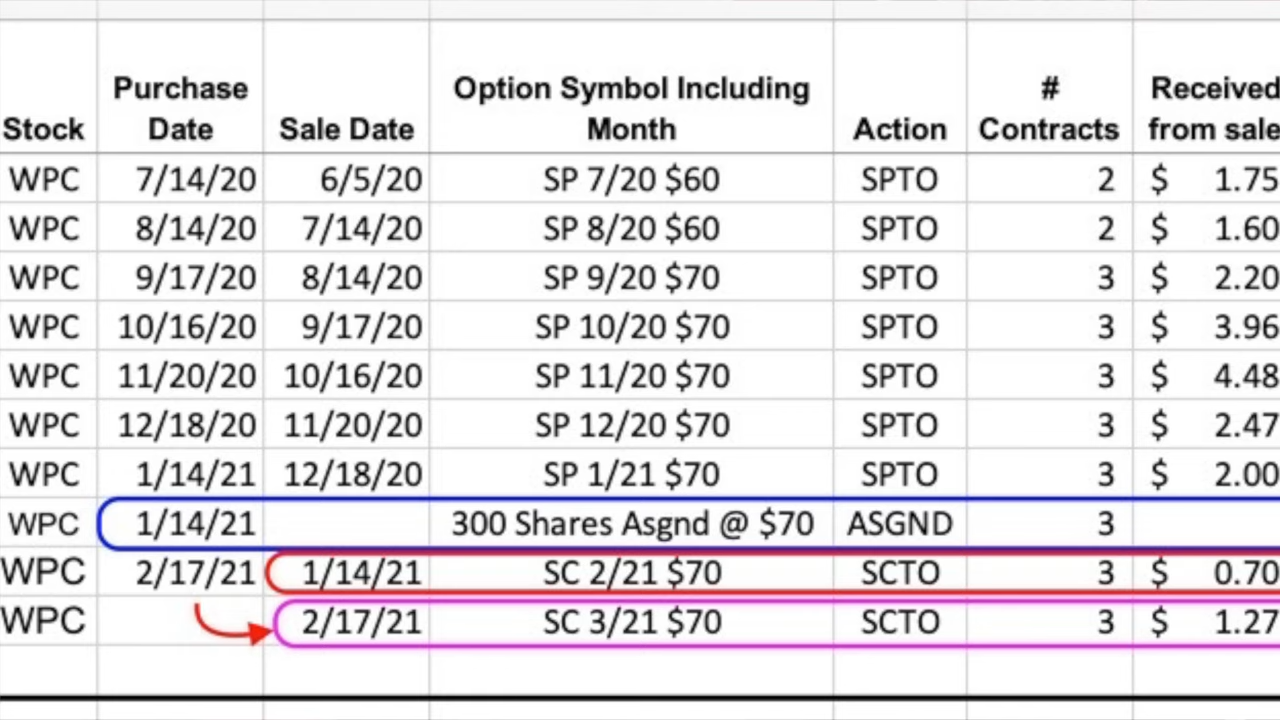 Stock Purchase Date Sale Date Option Symbol Including Month Action # Contracts Received from sale
WPC 7/14/20 6/5/20 SP 7/20 $60 SPTO 2 $ 1.75
WPC 8/14/20 7/14/20 SP 8/20 $60 SPTO 2 $ 1.60
WPC 9/17/20 8/14/20 SP 9/20 $70 SPTO 3 $ 2.20
WPC 10/16/20 9/17/20 SP 10/20 $70 SPTO 3 $ 3.96
WPC 11/20/20 10/16/20 SP 11/20 $70 SPTO 3 $ 4.48
WPC 12/18/20 11/20/20 SP 12/20 $70 SPTO 3 $ 2.47
WPC 1/14/21 12/18/20 SP 1/21 $70 SPTO 3 $ 2.00
WPC 1/14/21 300 Shares Asgnd @ $70 ASGND 3
WPC 2/17/21 1/14/21 SC 2/21 $70 SCTO 3 $ 0.70
WPC 2/17/21 SC 3/21 $70 SCTO 3 $ 1.27